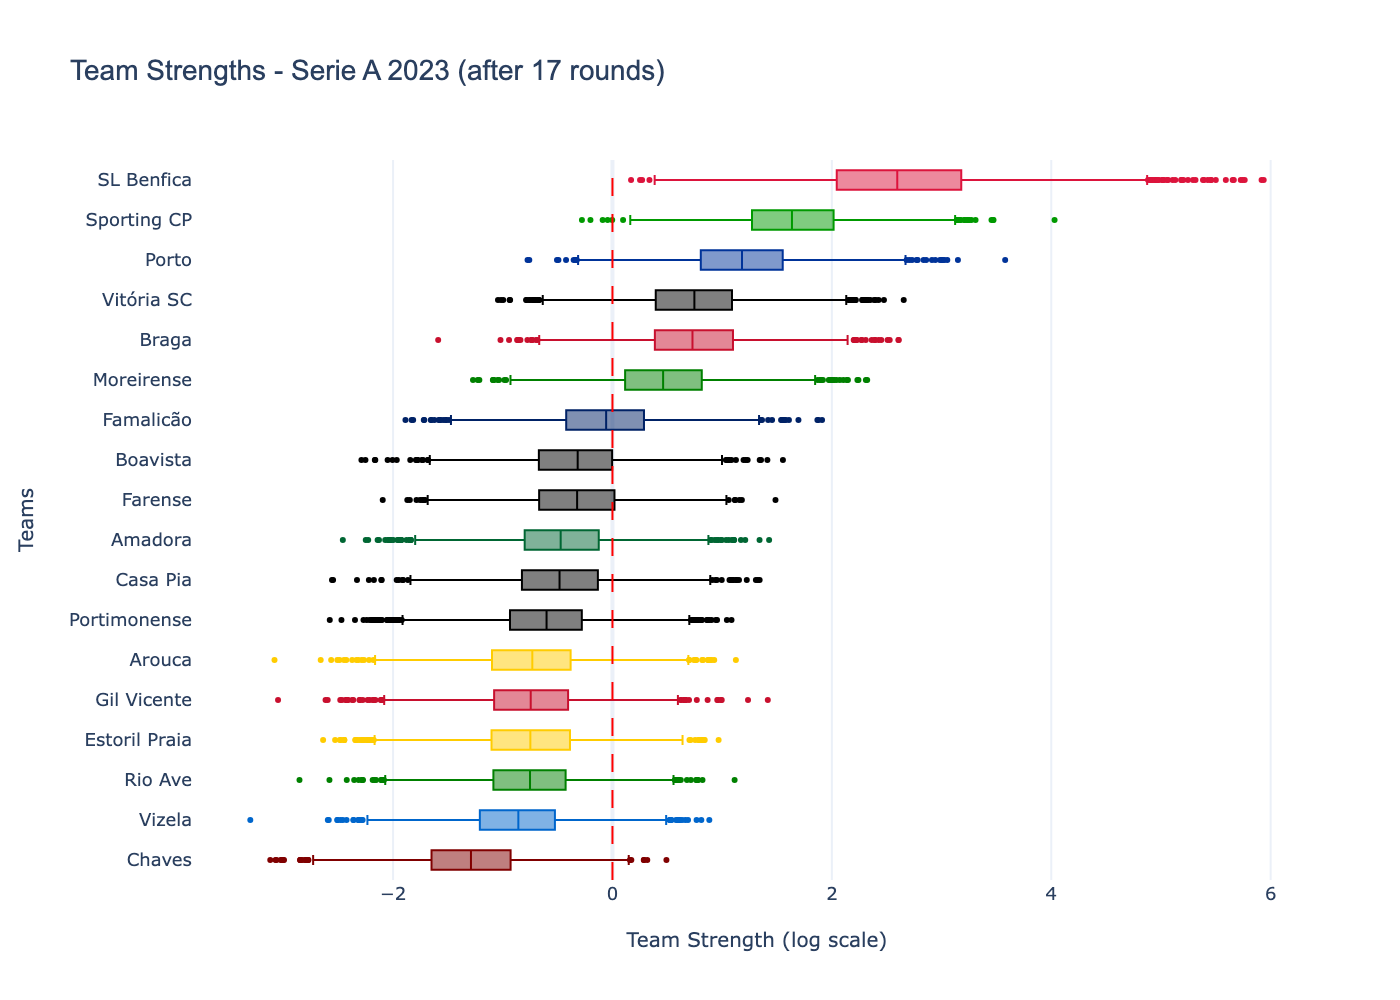 Team Strengths - Serie A 2023 (after 17 rounds)
SL Benfica
Sporting CP
Porto
Vitória SC
Braga
Moreirense
Famalicão
Boavista
Farense
Amadora
Casa Pia
Portimonense
Arouca
Gil Vicente
Estoril Praia
Rio Ave
Vizela
Chaves
Teams
−2 0 2 4 6
Team Strength (log scale)